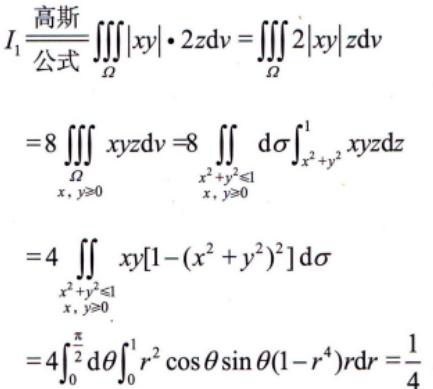 I₁ \xlequal[公式]{高斯} ∭_Ω |xy|•2zdv = ∭_Ω 2|xy|zdv
=8 ∭_{Ω, x, y≥0} xyzdv =8 ∬_{x²+y²≤1, x, y≥0} dσ∫_{x²+y²}^{1} xyzdz
=4 ∬_{x²+y²≤1, x, y≥0} xy[1−(x²+y²)²]dσ
=4∫_0^{π/2} dθ∫_0^1 r² cosθ sinθ(1−r⁴)rdr = 1/4